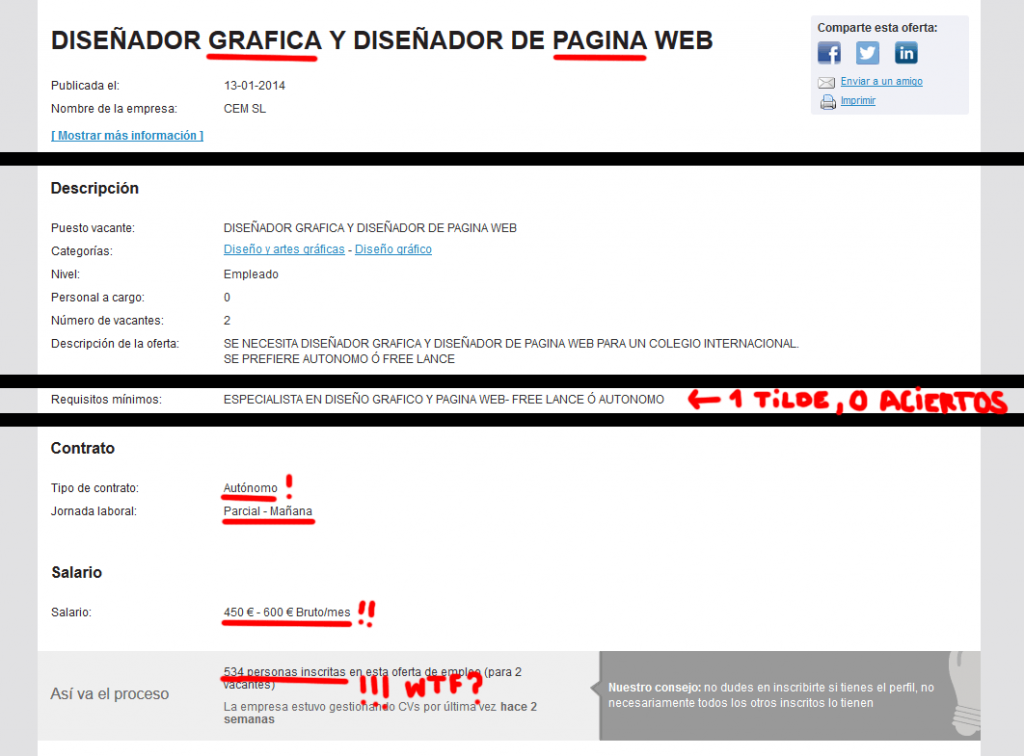 DISEÑADOR GRAFICA Y DISEÑADOR DE PAGINA WEB
Publicada el: 13-01-2014
Nombre de la empresa: CEM SL
[ Mostrar más información ]
Comparte esta oferta:
Enviar a un amigo
Imprimir
Descripción
Puesto vacante: DISEÑADOR GRAFICA Y DISEÑADOR DE PAGINA WEB
Categorías: Diseño y artes gráficas - Diseño gráfico
Nivel: Empleado
Personal a cargo: 0
Número de vacantes: 2
Descripción de la oferta: SE NECESITA DISEÑADOR GRAFICO Y DISEÑADOR DE PAGINA WEB PARA UN COLEGIO INTERNACIONAL.
SE PREFIERE AUTONOMO Ó FREE LANCE
Requisitos mínimos: ESPECIALISTA EN DISEÑO GRAFICO Y PAGINA WEB- FREE LANCE Ó AUTONOMO ← 1 TiLDE, 0 ACIERTOS
Contrato
Tipo de contrato: Autónomo !
Jornada laboral: Parcial - Mañana
Salario
Salario: 450 € - 600 € Bruto/mes !!
Así va el proceso
534 personas inscritas en esta oferta de empleo (para 2
vacantes) !!! WTF?
La empresa estuvo gestionando CVs por última vez hace 2
semanas
Nuestro consejo: no dudes en inscribirte si tienes el perfil, no
necesariamente todos los otros inscritos lo tienen